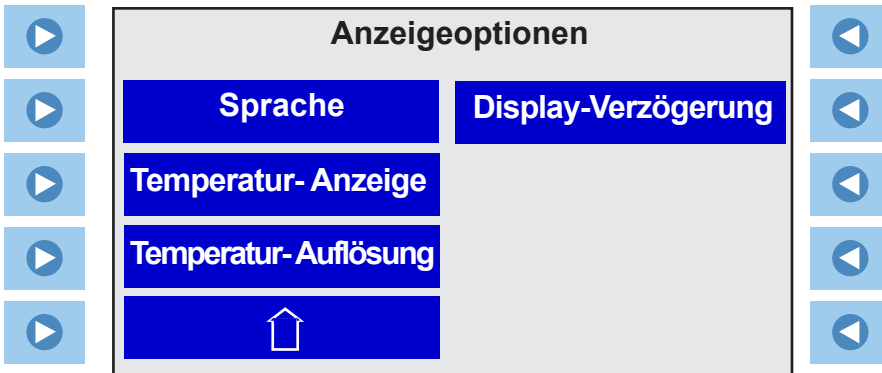 Anzeigeoptionen
Sprache
Display-Verzögerung
Temperatur- Anzeige
Temperatur- Auflösung